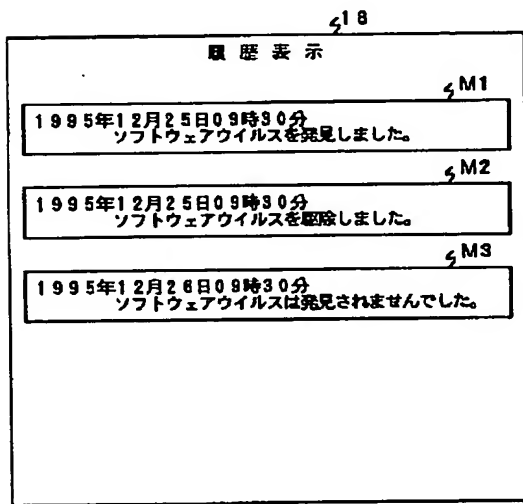 18
履歴表示
M1
1995年12月25日09時30分
ソフトウェアウイルスを発見しました。
M2
1995年12月25日09時30分
ソフトウェアウイルスを駆除しました。
M3
1995年12月26日09時30分
ソフトウェアウイルスは発見されませんでした。